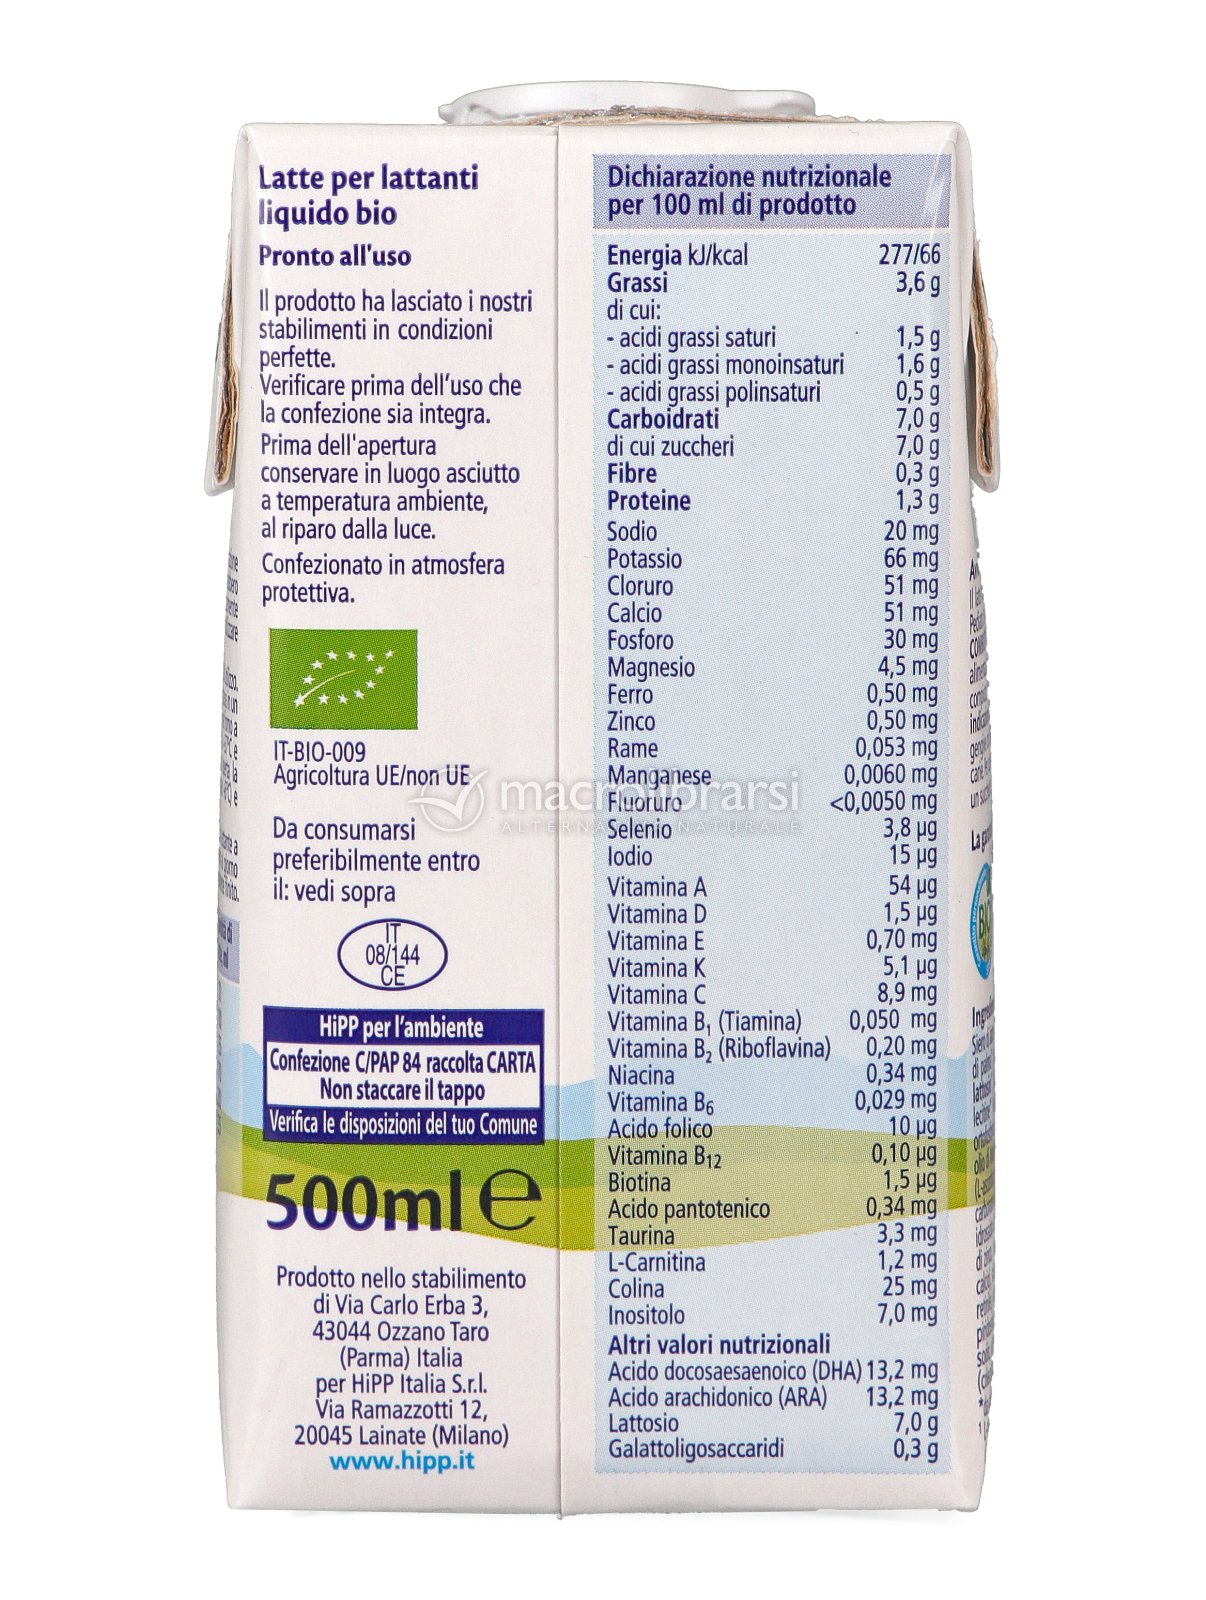 Latte per lattanti
liquido bio
Pronto all'uso
Il prodotto ha lasciato i nostri
stabilimenti in condizioni
perfette.
Verificare prima dell'uso che
la confezione sia integra.
Prima dell'apertura
conservare in luogo asciutto
a temperatura ambiente,
al riparo dalla luce.
Confezionato in atmosfera
protettiva.
IT-BIO-009
Agricoltura UE/non UE
Da consumarsi
preferibilmente entro
il: vedi sopra
IT
08/144
CE
HiPP per l'ambiente
Confezione C/PAP 84 raccolta CARTA
Non staccare il tappo
Verifica le disposizioni del tuo Comune
500ml e
Prodotto nello stabilimento
di Via Carlo Erba 3,
43044 Ozzano Taro
(Parma) Italia
per HiPP Italia S.r.l.
Via Ramazzotti 12,
20045 Lainate (Milano)
www.hipp.it
Dichiarazione nutrizionale
per 100 ml di prodotto
Energia kJ/kcal 277/66
Grassi 3,6 g
di cui:
- acidi grassi saturi 1,5 g
- acidi grassi monoinsaturi 1,6 g
- acidi grassi polinsaturi 0,5 g
Carboidrati 7,0 g
di cui zuccheri 7,0 g
Fibre 0,3 g
Proteine 1,3 g
Sodio 20 mg
Potassio 66 mg
Cloruro 51 mg
Calcio 51 mg
Fosforo 30 mg
Magnesio 4,5 mg
Ferro 0,50 mg
Zinco 0,50 mg
Rame 0,053 mg
Manganese 0,0060 mg
Fluoruro <0,0050 mg
Selenio 3,8 µg
Iodio 15 µg
Vitamina A 54 µg
Vitamina D 1,5 µg
Vitamina E 0,70 mg
Vitamina K 5,1 µg
Vitamina C 8,9 mg
Vitamina B₁ (Tiamina) 0,050 mg
Vitamina B₂ (Riboflavina) 0,20 mg
Niacina 0,34 mg
Vitamina B₆ 0,029 mg
Acido folico 10 µg
Vitamina B₁₂ 0,10 µg
Biotina 1,5 µg
Acido pantotenico 0,34 mg
Taurina 3,3 mg
L-Carnitina 1,2 mg
Colina 25 mg
Inositolo 7,0 mg
Altri valori nutrizionali
Acido docosaesaenoico (DHA) 13,2 mg
Acido arachidonico (ARA) 13,2 mg
Lattosio 7,0 g
Galattoligosaccaridi 0,3 g
macrolibrarsi
ALTERNATIVE NATURALE